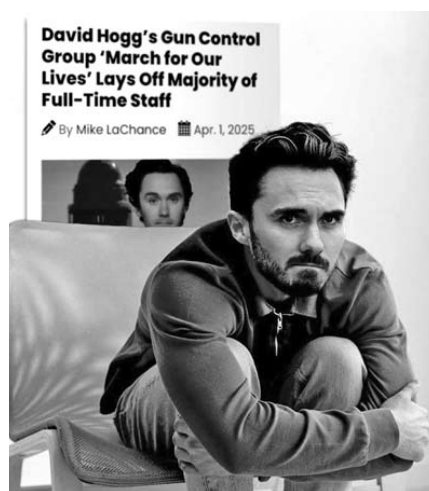 David Hogg's Gun Control
Group 'March for Our
Lives' Lays Off Majority of
Full-Time Staff
By Mike LaChance Apr. 1, 2025